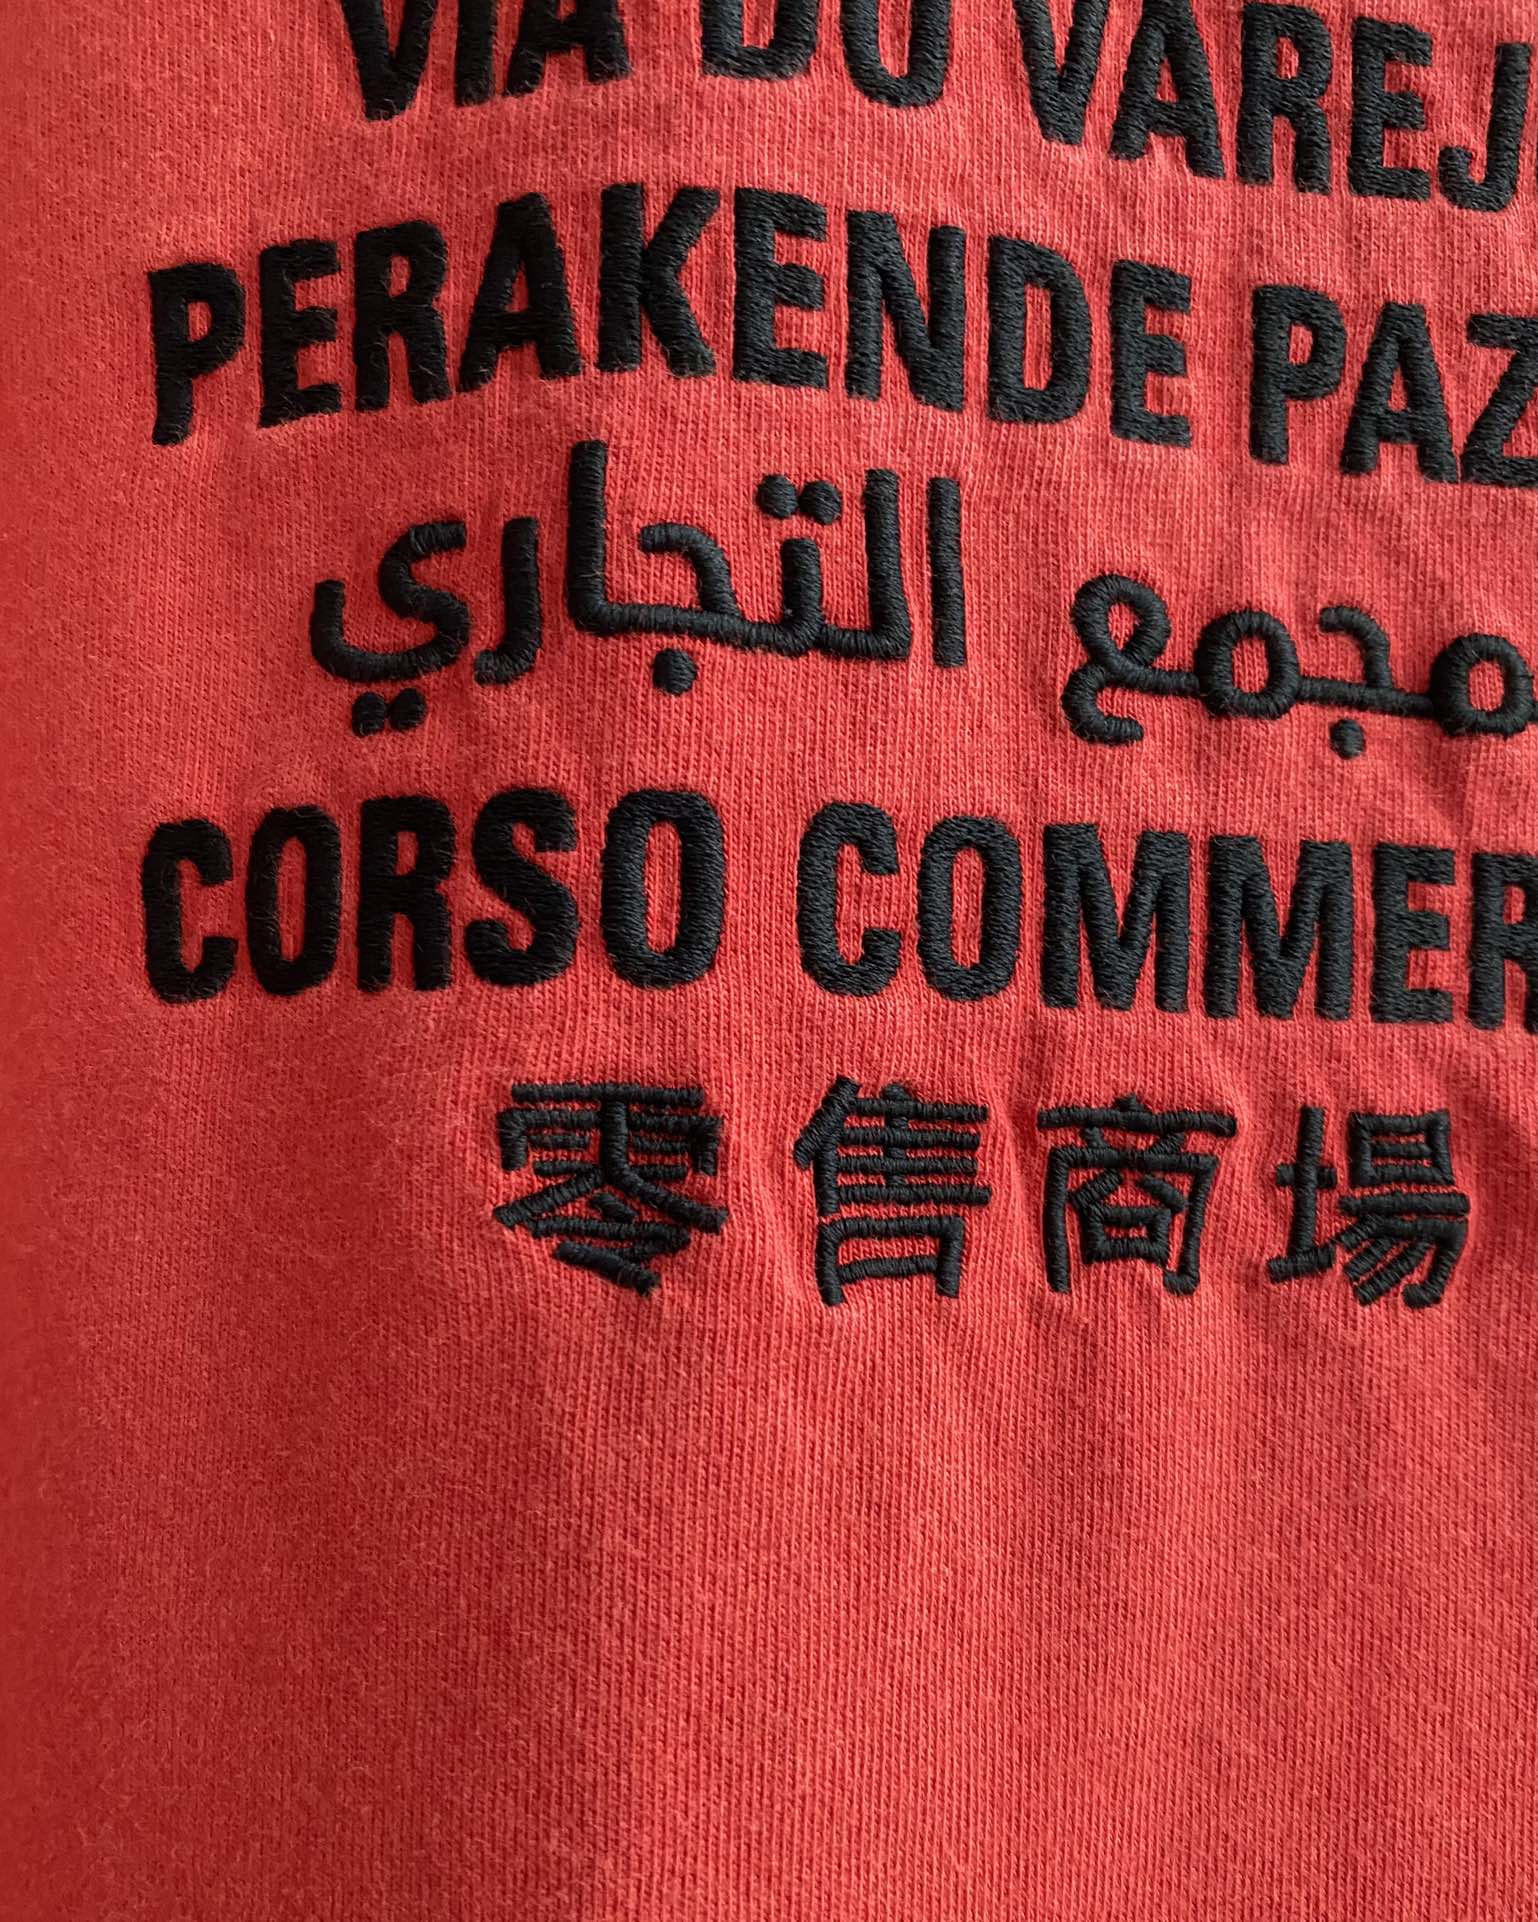 VIA DO VAREJ
PERAKENDE PAZ
مجمع التجاري
CORSO COMMER
零售商場